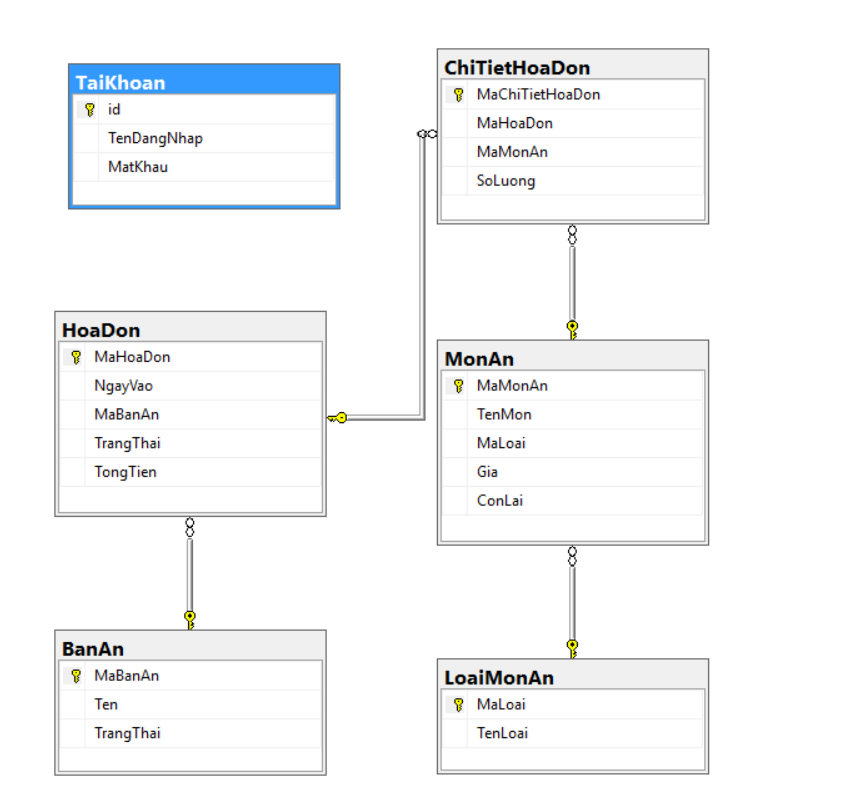 TaiKhoan
id
TenDangNhap
MatKhau
ChiTietHoaDon
MaChiTietHoaDon
MaHoaDon
MaMonAn
SoLuong
HoaDon
MaHoaDon
NgayVao
MaBanAn
TrangThai
TongTien
MonAn
MaMonAn
TenMon
MaLoai
Gia
ConLai
BanAn
MaBanAn
Ten
TrangThai
LoaiMonAn
MaLoai
TenLoai